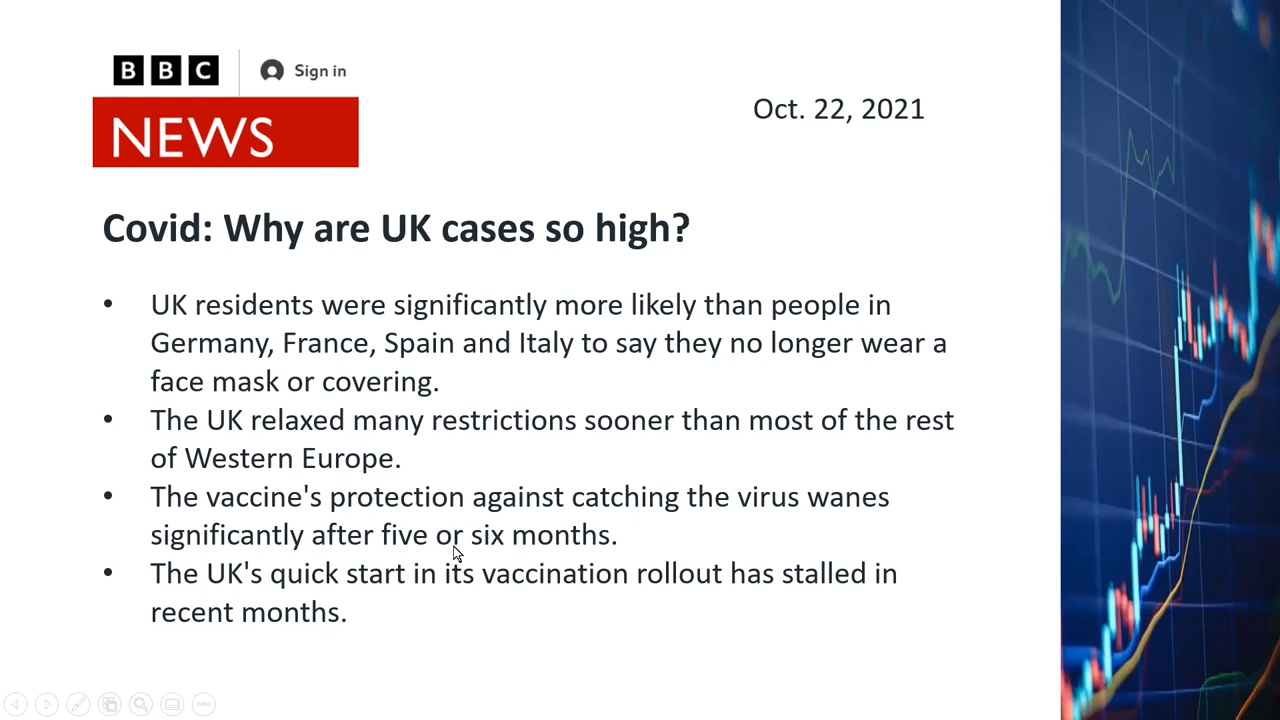 BBC
Sign in
NEWS
Oct. 22, 2021
Covid: Why are UK cases so high?
• UK residents were significantly more likely than people in
Germany, France, Spain and Italy to say they no longer wear a
face mask or covering.
• The UK relaxed many restrictions sooner than most of the rest
of Western Europe.
• The vaccine's protection against catching the virus wanes
significantly after five or six months.
• The UK's quick start in its vaccination rollout has stalled in
recent months.